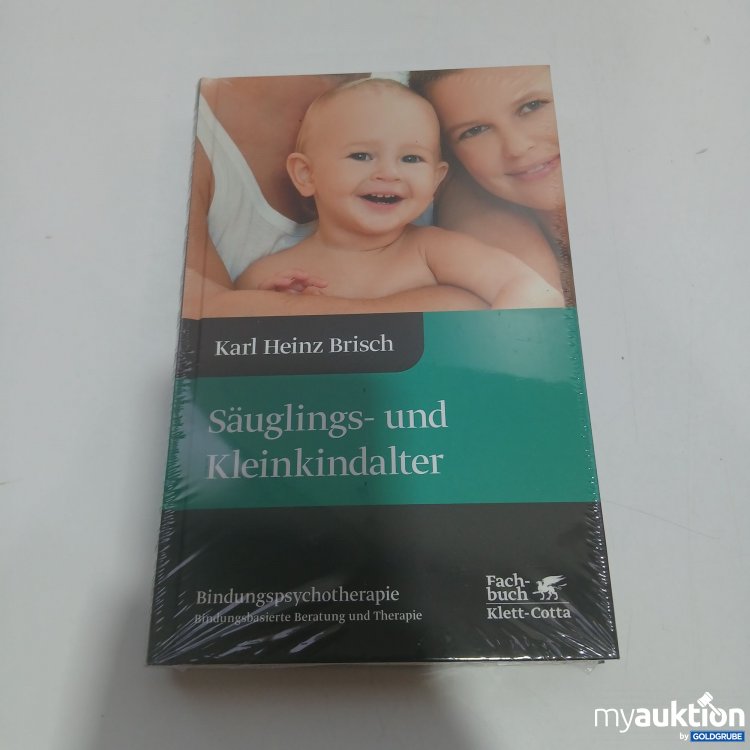 Karl Heinz Brisch
Säuglings- und
Kleinkindalter
Bindungspsychotherapie
Bindungsbasierte Beratung und Therapie
Fach-
buch
Klett-Cotta
myauktion
by GOLDGRUBE